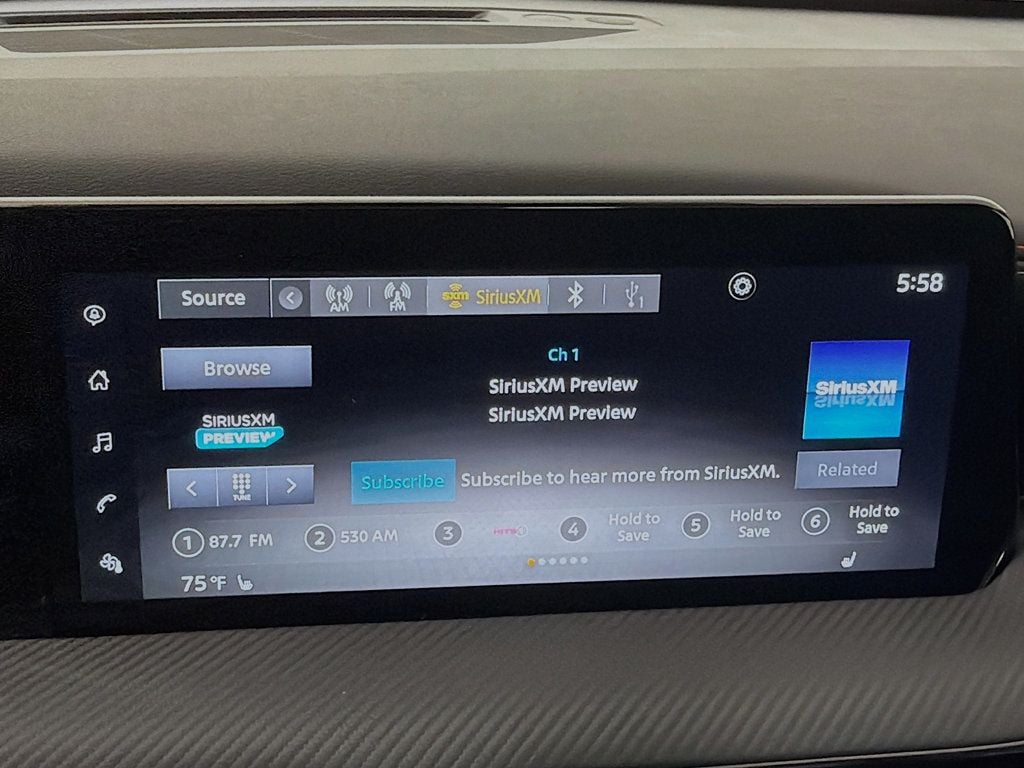 Source
AM
FM
sxm SiriusXM
1
5:58
Browse
Ch 1
SiriusXM Preview
SiriusXM Preview
SiriusXM
SIRIUSXM
PREVIEW
TUNE
Subscribe
Subscribe to hear more from SiriusXM.
Related
1 87.7 FM
2 530 AM
3 HITS1
4 Hold to
Save
5 Hold to
Save
6 Hold to
Save
75°F